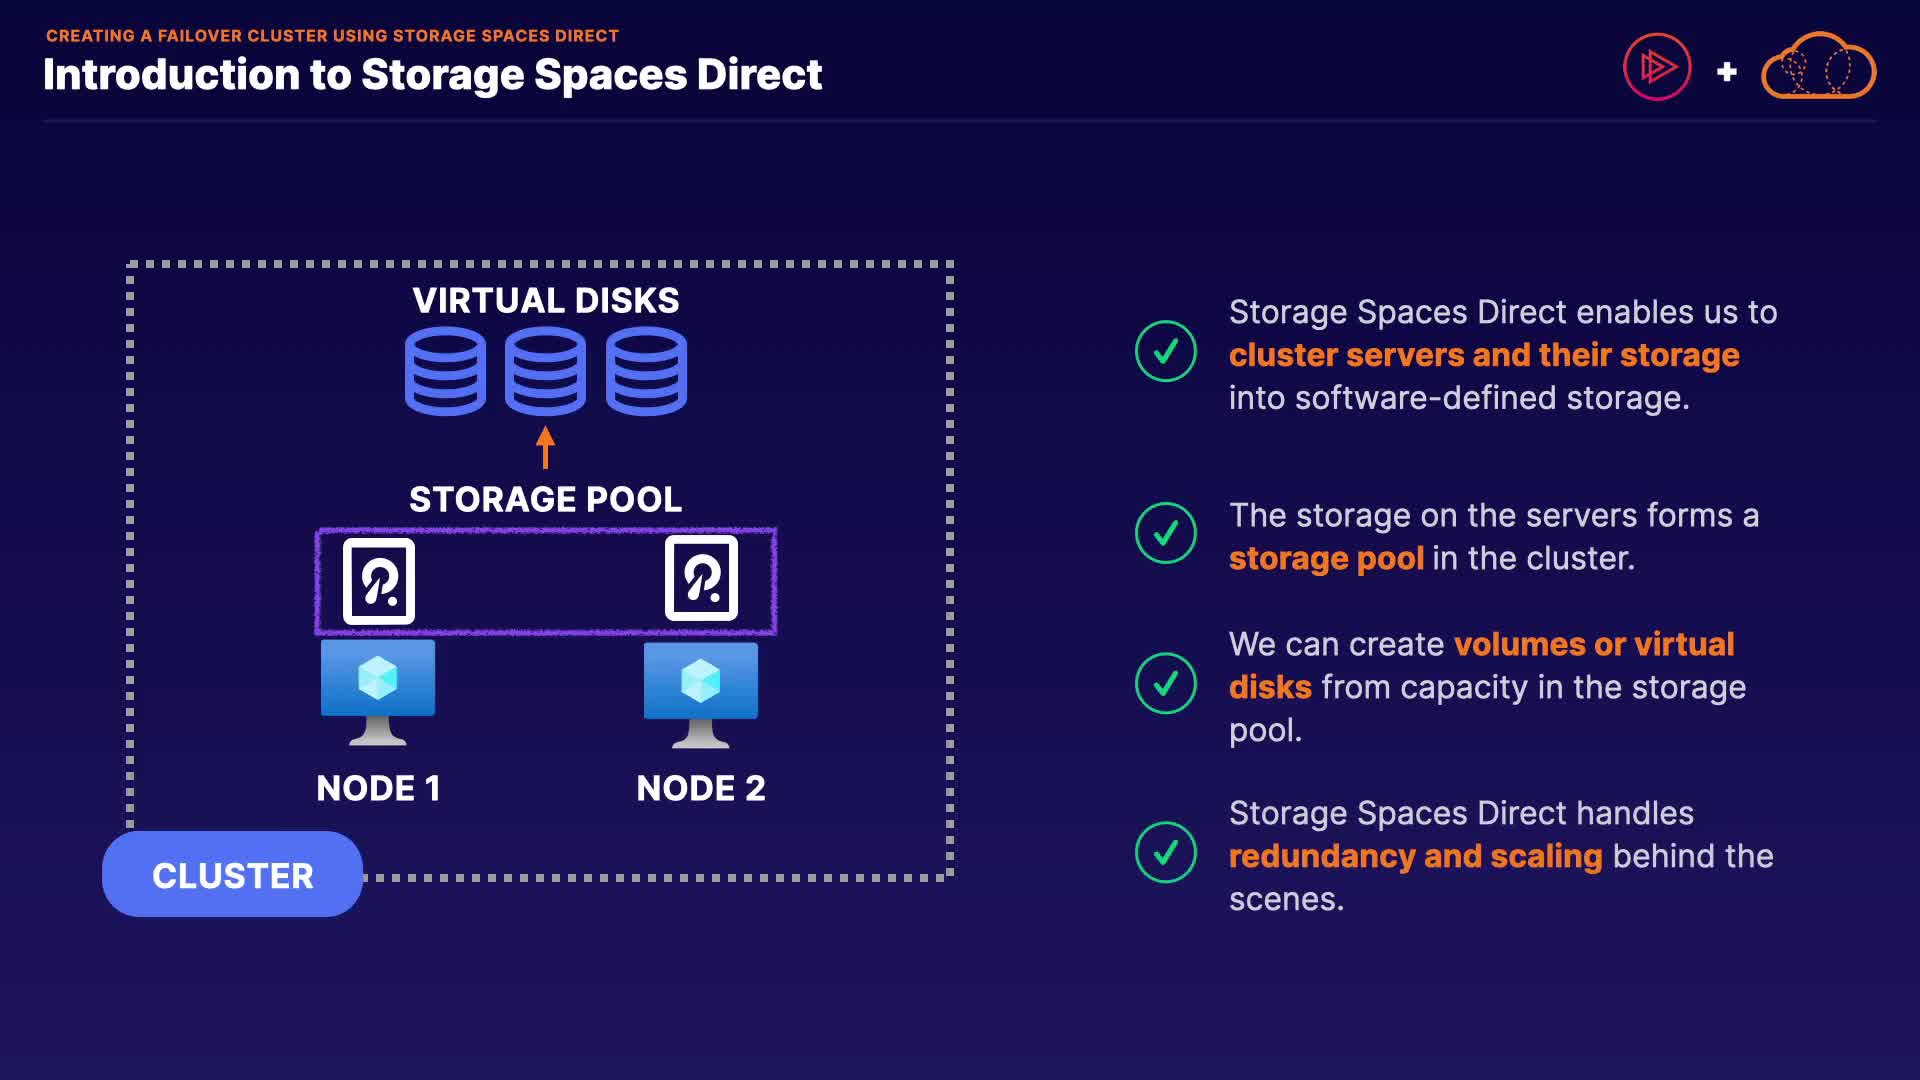 CREATING A FAILOVER CLUSTER USING STORAGE SPACES DIRECT
Introduction to Storage Spaces Direct
VIRTUAL DISKS
STORAGE POOL
NODE 1
NODE 2
CLUSTER
Storage Spaces Direct enables us to
cluster servers and their storage
into software-defined storage.
The storage on the servers forms a
storage pool in the cluster.
We can create volumes or virtual
disks from capacity in the storage
pool.
Storage Spaces Direct handles
redundancy and scaling behind the
scenes.